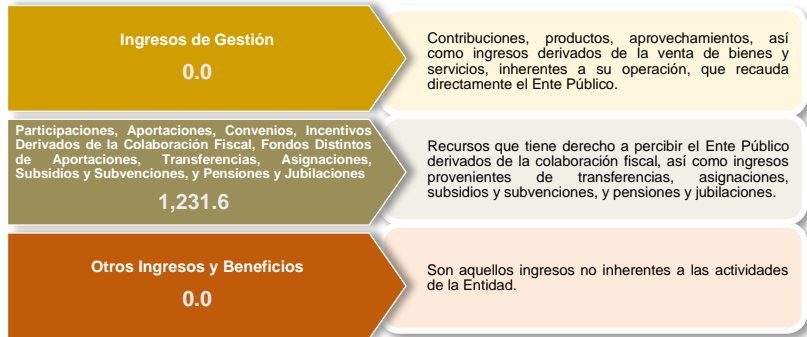 Ingresos de Gestión
0.0
Contribuciones, productos, aprovechamientos, así
como ingresos derivados de la venta de bienes y
servicios, inherentes a su operación, que recauda
directamente el Ente Público.
Participaciones, Aportaciones, Convenios, Incentivos
Derivados de la Colaboración Fiscal, Fondos Distintos
de Aportaciones, Transferencias, Asignaciones,
Subsidios y Subvenciones, y Pensiones y Jubilaciones
1,231.6
Recursos que tiene derecho a percibir el Ente Público
derivados de la colaboración fiscal, así como ingresos
provenientes de transferencias, asignaciones,
subsidios y subvenciones, y pensiones y jubilaciones.
Otros Ingresos y Beneficios
0.0
Son aquellos ingresos no inherentes a las actividades
de la Entidad.